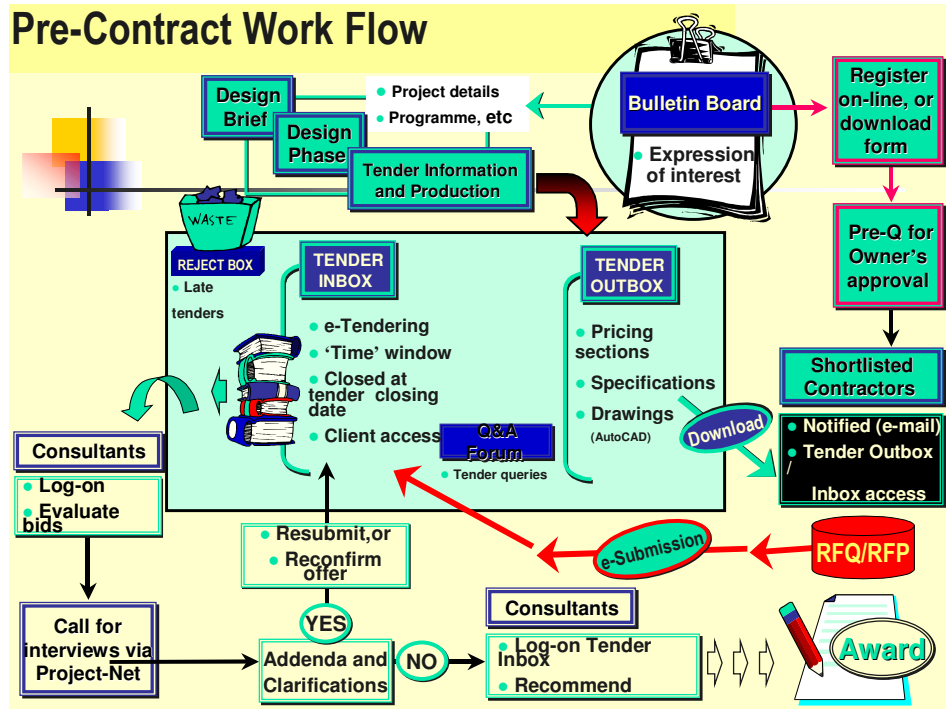 Pre-Contract Work Flow
Design
Brief
Design
Phase
Tender Information
and Production
Project details
Programme, etc
Bulletin Board
Expression
of interest
Register
on-line, or
download
form
Pre-Q for
Owner's
approval
Shortlisted
Contractors
Notified (e-mail)
Tender Outbox
/
Inbox access
WASTE
REJECT BOX
Late
tenders
TENDER
INBOX
e-Tendering
‘Time’ window
Closed at
tender closing
date
Client access
TENDER
OUTBOX
Pricing
sections
Specifications
Drawings
(AutoCAD)
Download
Q&A
Forum
Tender queries
Consultants
Log-on
Evaluate
bids
Resubmit,or
Reconfirm
offer
e-Submission
RFQ/RFP
Call for
interviews via
Project-Net
YES
Addenda and
Clarifications
NO
Consultants
Log-on Tender
Inbox
Recommend
Award